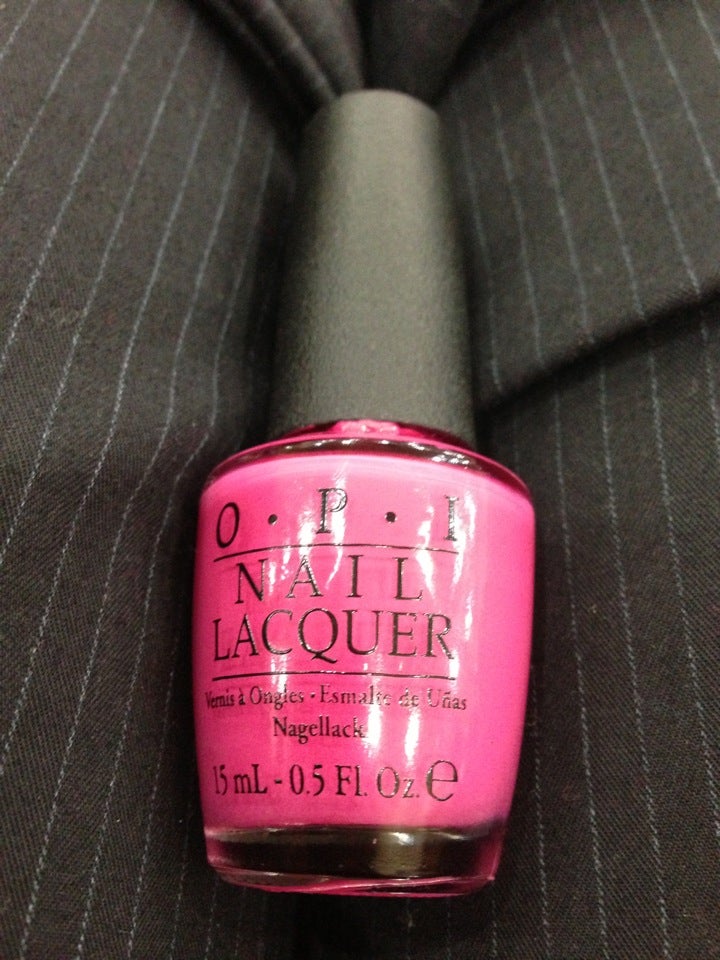 O · P · I
NAIL
LACQUER
Vernis à Ongles · Esmalte de Uñas
Nagellack
15 mL - 0.5 Fl. Oz. ℮